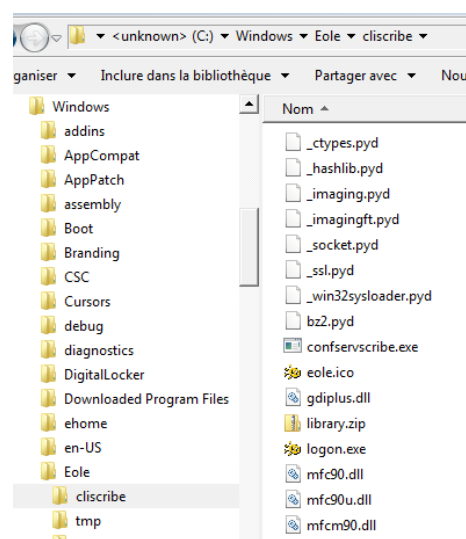 <unknown> (C:) Windows Eole cliscribe
ganiser Inclure dans la bibliothèque Partager avec Nou
Windows
addins
AppCompat
AppPatch
assembly
Boot
Branding
CSC
Cursors
debug
diagnostics
DigitalLocker
Downloaded Program Files
ehome
en-US
Eole
cliscribe
tmp
Nom
_ctypes.pyd
_hashlib.pyd
_imaging.pyd
_imagingft.pyd
_socket.pyd
_ssl.pyd
_win32sysloader.pyd
bz2.pyd
confservscribe.exe
eole.ico
gdiplus.dll
library.zip
logon.exe
mfc90.dll
mfc90u.dll
mfcm90.dll